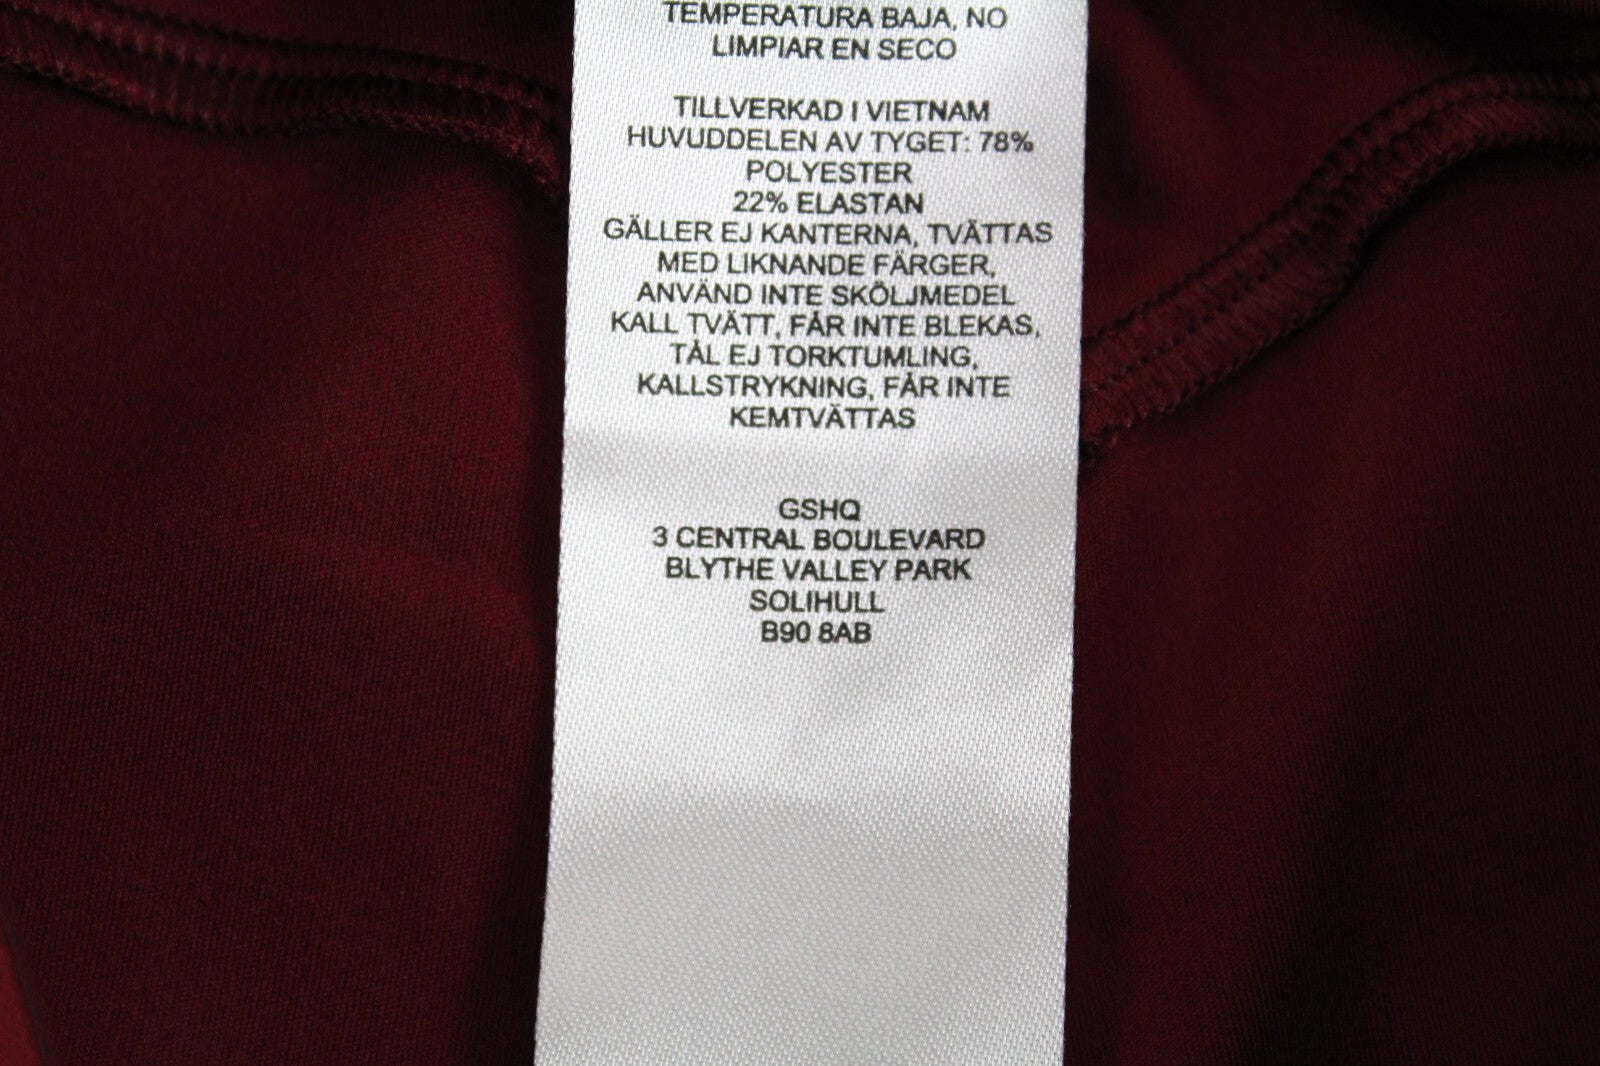 TEMPERATURA BAJA, NO
LIMPIAR EN SECO
TILLVERKAD I VIETNAM
HUVUDDELEN AV TYGET: 78%
POLYESTER
22% ELASTAN
GÄLLER EJ KANTERNA, TVÄTTAS
MED LIKNANDE FÄRGER,
ANVÄND INTE SKÖLJMEDEL
KALL TVÄTT, FÅR INTE BLEKAS,
TÅL EJ TORKTUMLING,
KALLSTRYKNING, FÅR INTE
KEMTVÄTTAS
GSHQ
3 CENTRAL BOULEVARD
BLYTHE VALLEY PARK
SOLIHULL
B90 8AB